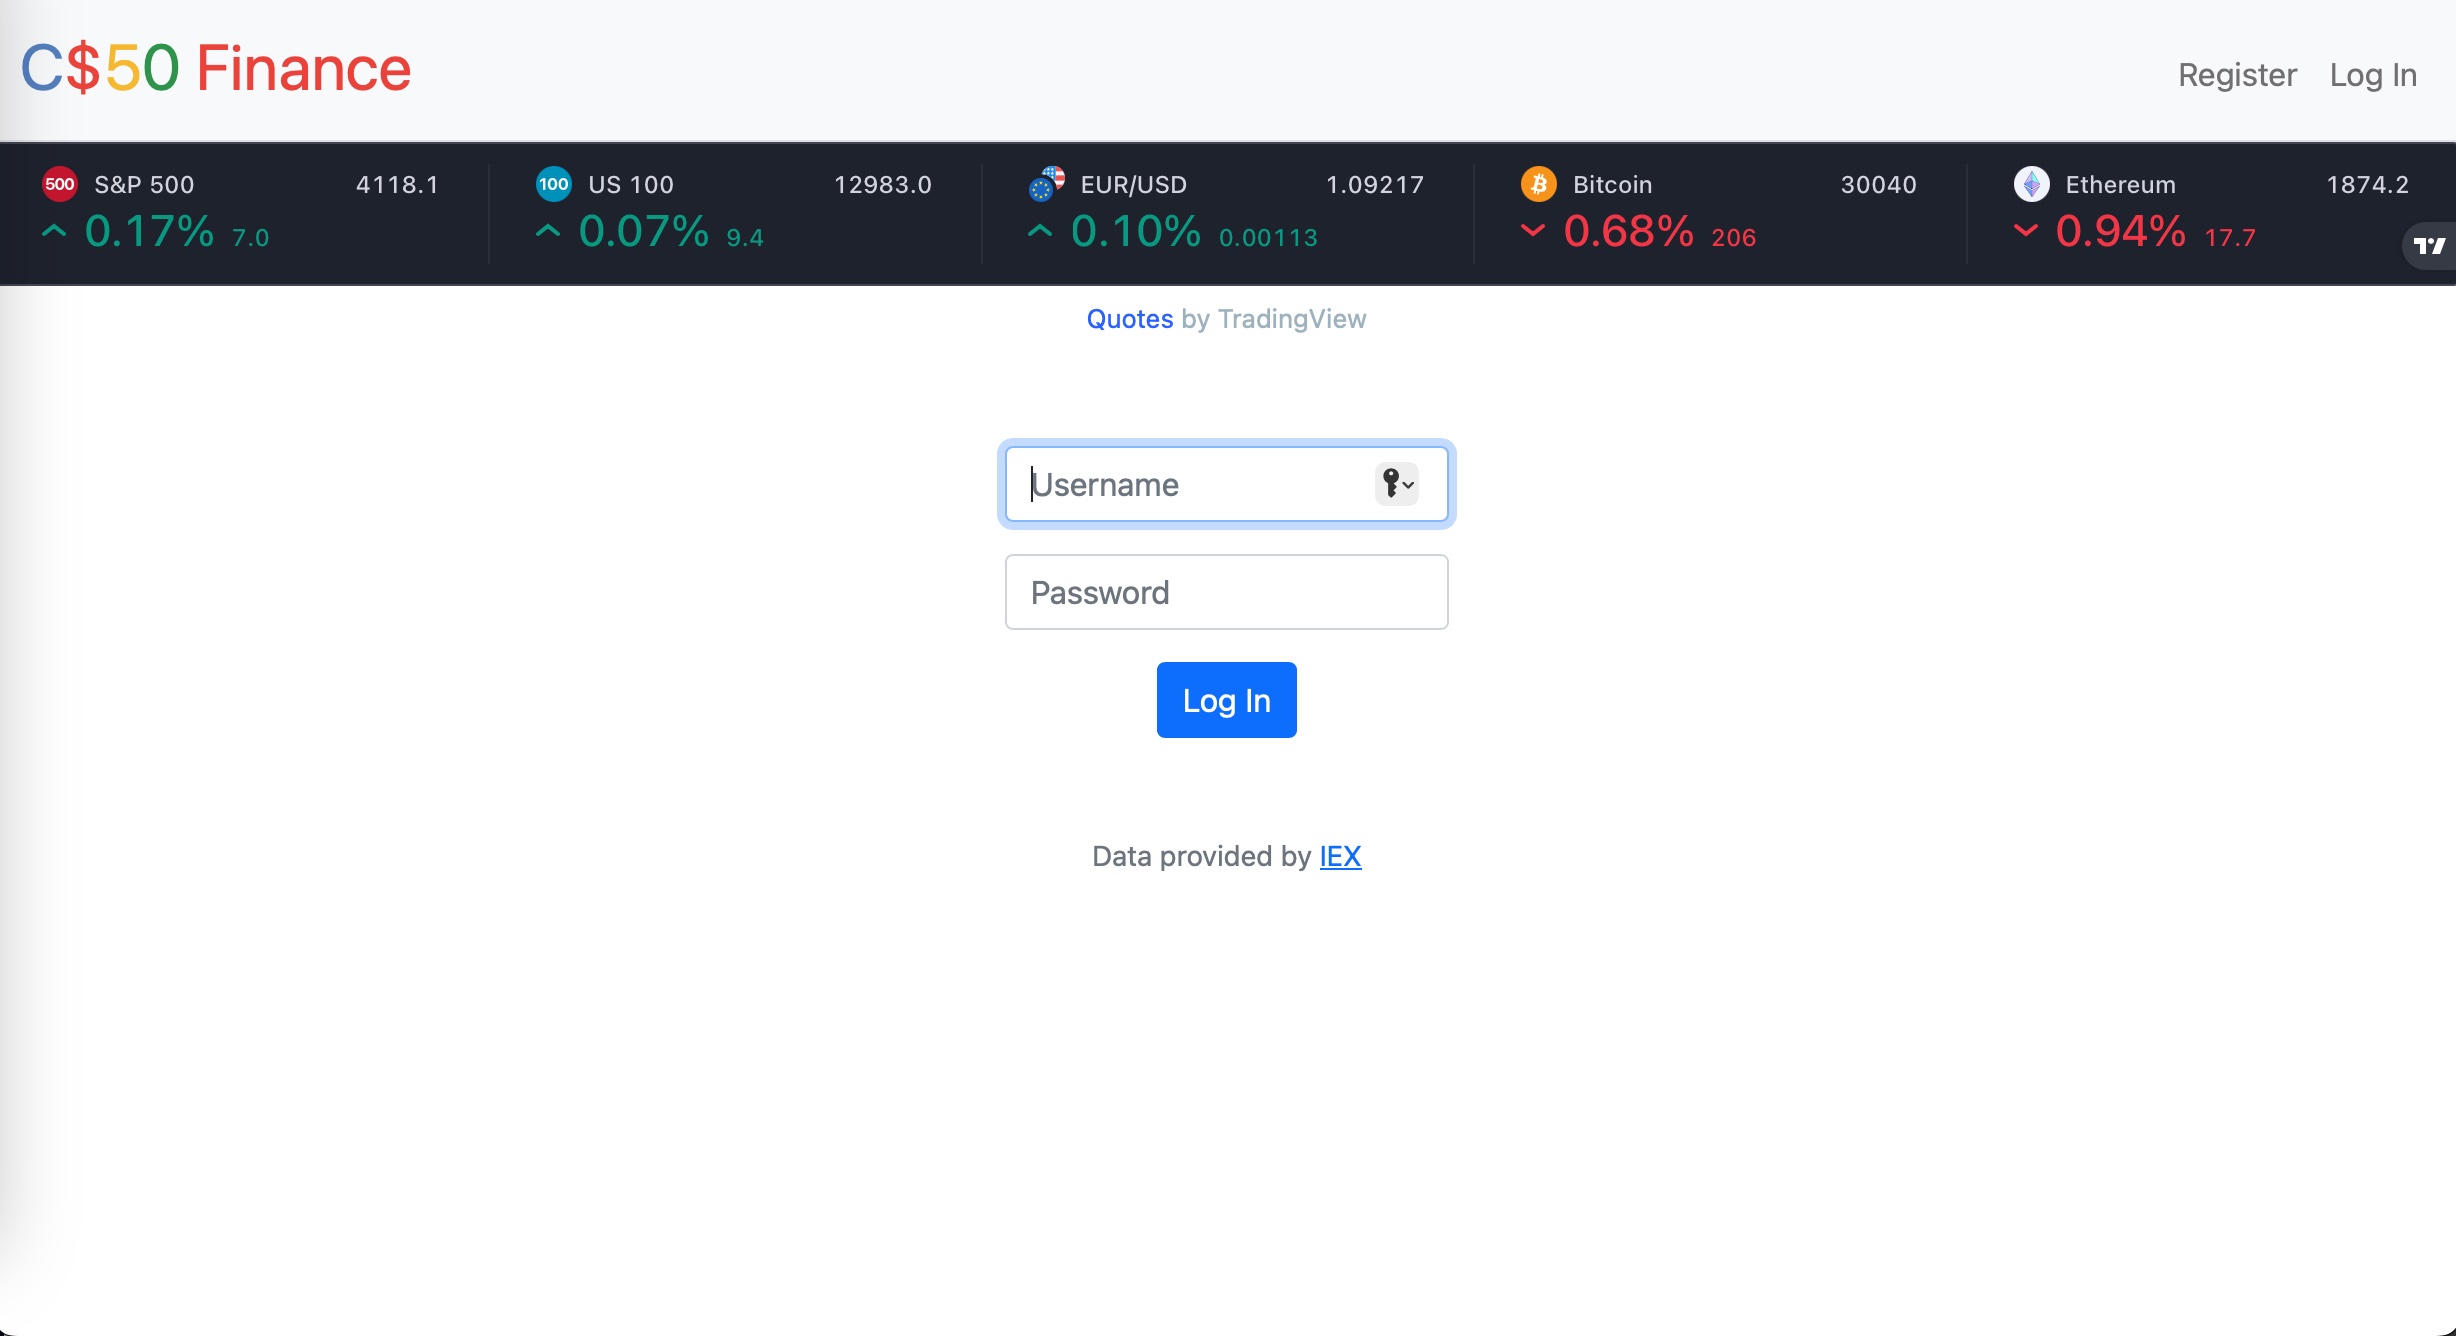 C$50 Finance
Register Log In
500 S&P 500 4118.1
0.17% 7.0
100 US 100 12983.0
0.07% 9.4
EUR/USD 1.09217
0.10% 0.00113
Bitcoin 30040
0.68% 206
Ethereum 1874.2
0.94% 17.7
Quotes by TradingView
Username
Password
Log In
Data provided by IEX